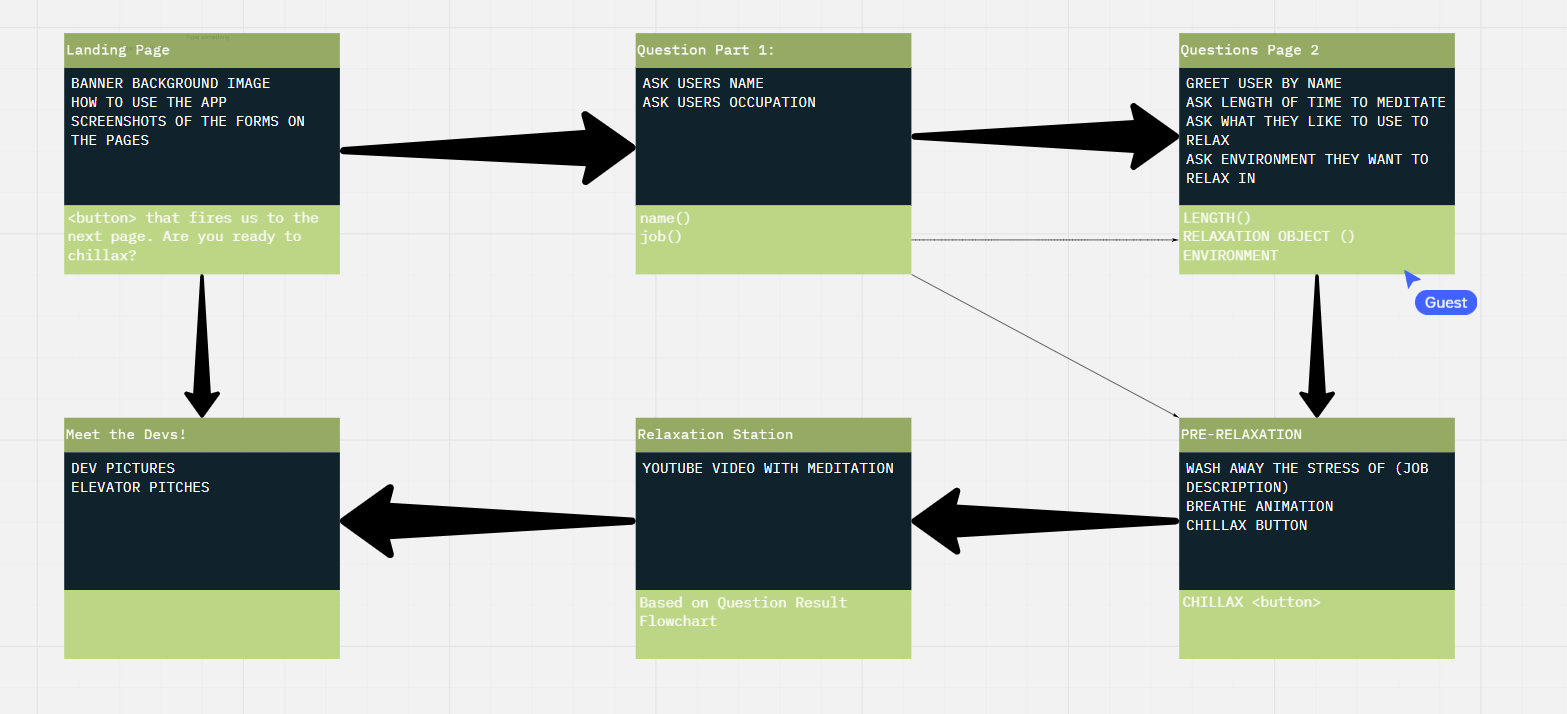 Landing Page
BANNER BACKGROUND IMAGE
HOW TO USE THE APP
SCREENSHOTS OF THE FORMS ON
THE PAGES
<button> that fires us to the
next page. Are you ready to
chillax?
Question Part 1:
ASK USERS NAME
ASK USERS OCCUPATION
name()
job()
Questions Page 2
GREET USER BY NAME
ASK LENGTH OF TIME TO MEDITATE
ASK WHAT THEY LIKE TO USE TO
RELAX
ASK ENVIRONMENT THEY WANT TO
RELAX IN
LENGTH()
RELAXATION OBJECT ()
ENVIRONMENT
Guest
Meet the Devs!
DEV PICTURES
ELEVATOR PITCHES
Relaxation Station
YOUTUBE VIDEO WITH MEDITATION
Based on Question Result
Flowchart
PRE-RELAXATION
WASH AWAY THE STRESS OF (JOB
DESCRIPTION)
BREATHE ANIMATION
CHILLAX BUTTON
CHILLAX <button>